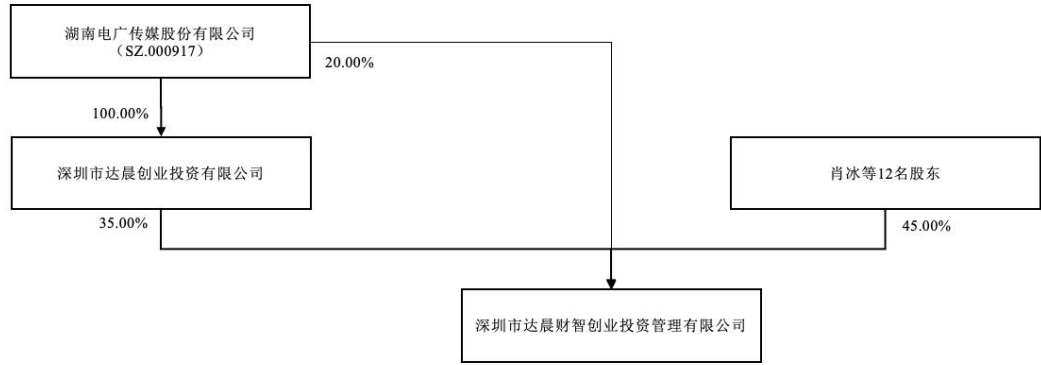 湖南电广传媒股份有限公司
（SZ.000917）
20.00%
100.00%
深圳市达晨创业投资有限公司
肖冰等12名股东
35.00%
45.00%
深圳市达晨财智创业投资管理有限公司